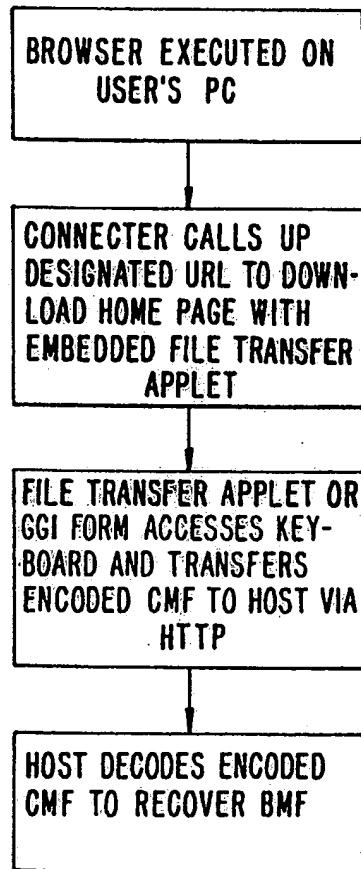 BROWSER EXECUTED ON
USER'S PC
CONNECTER CALLS UP
DESIGNATED URL TO DOWN-
LOAD HOME PAGE WITH
EMBEDDED FILE TRANSFER
APPLET
FILE TRANSFER APPLET OR
GGI FORM ACCESSES KEY-
BOARD AND TRANSFERS
ENCODED CMF TO HOST VIA
HTTP
HOST DECODES ENCODED
CMF TO RECOVER BMF